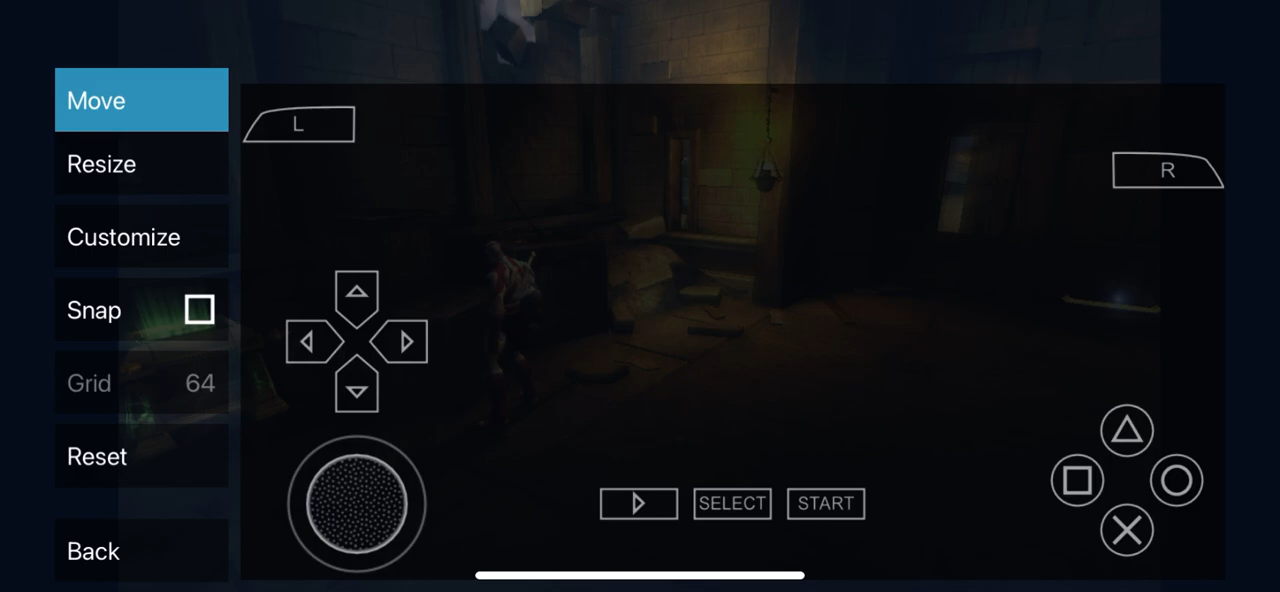 Move
Resize
Customize
Snap
Grid 64
Reset
Back
L
R
SELECT START